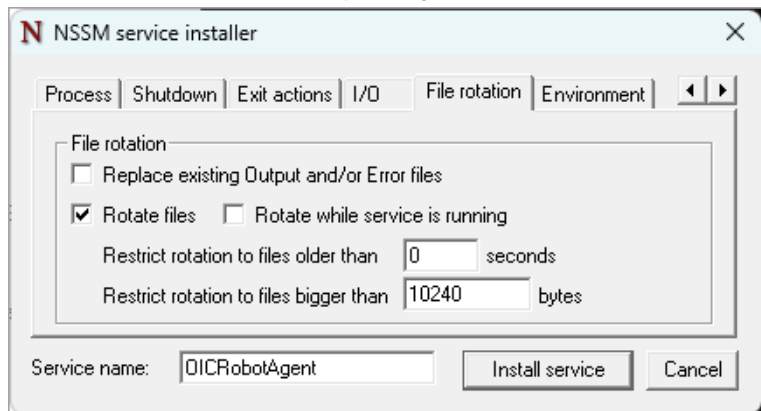 N NSSM service installer
Process Shutdown Exit actions I/O File rotation Environment
File rotation
Replace existing Output and/or Error files
Rotate files Rotate while service is running
Restrict rotation to files older than 0 seconds
Restrict rotation to files bigger than 10240 bytes
Service name: OICRobotAgent Install service Cancel